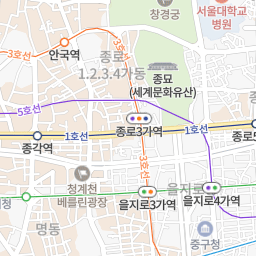 창경궁
서울대학교
병원
안국역
종로
1.2.3.4가동
3호선
종묘
(세계문화유산)
5호선
1호선
종로3가역
1호선
종로5
종각역
청계천
베를린광장
3호선
을지로
을지로3가역
을지로4가역
청
명동
중구청